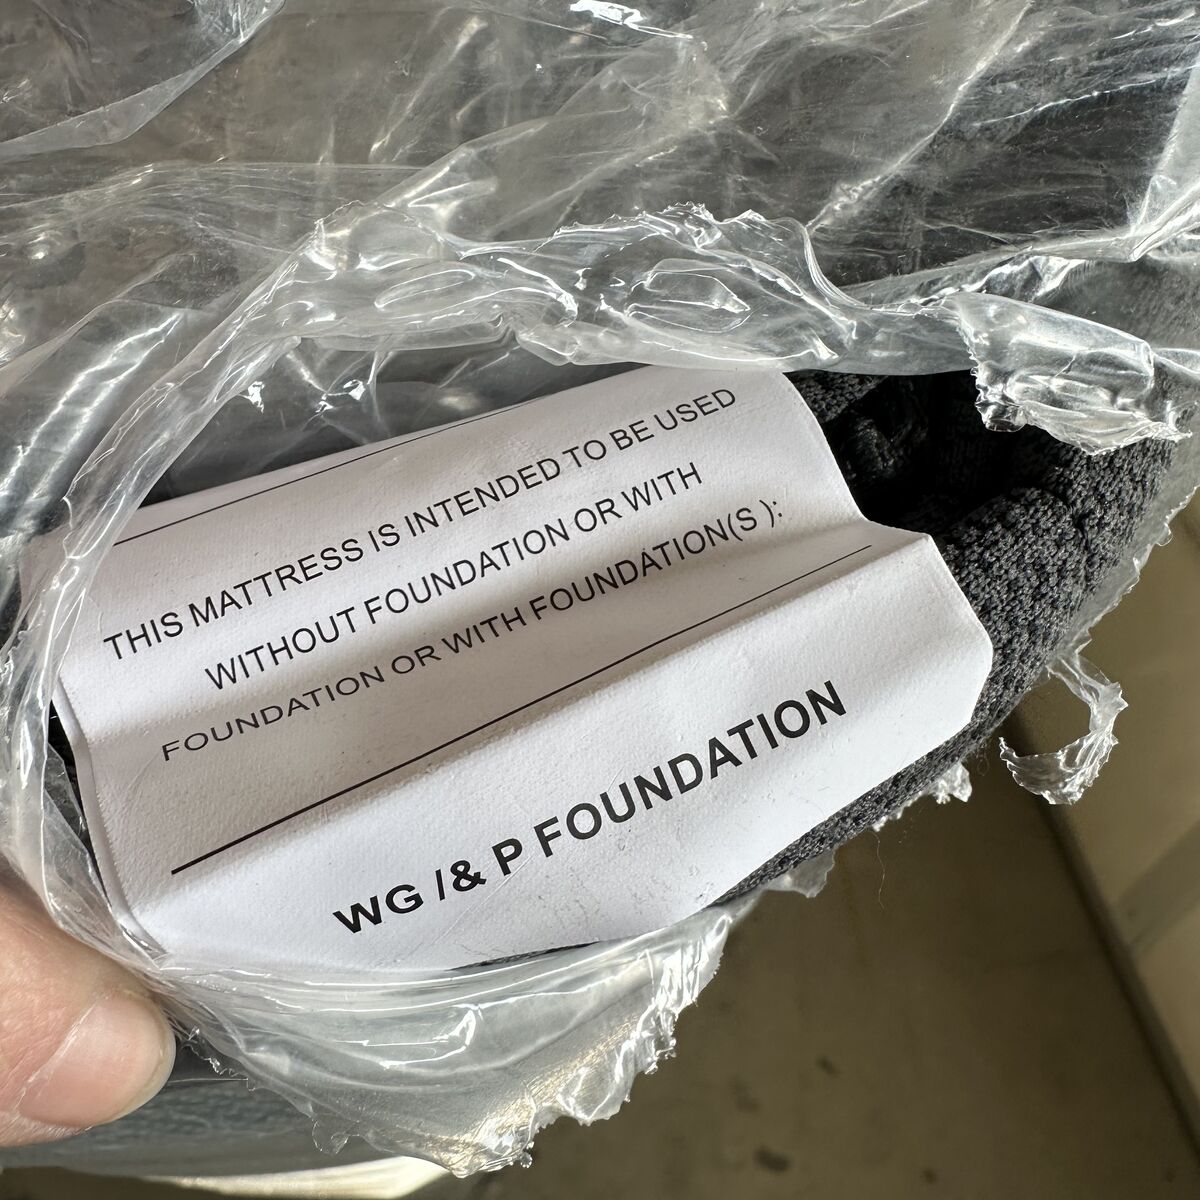 THIS MATTRESS IS INTENDED TO BE USED
WITHOUT FOUNDATION OR WITH
FOUNDATION OR WITH FOUNDATION(S ):
WG /& P FOUNDATION